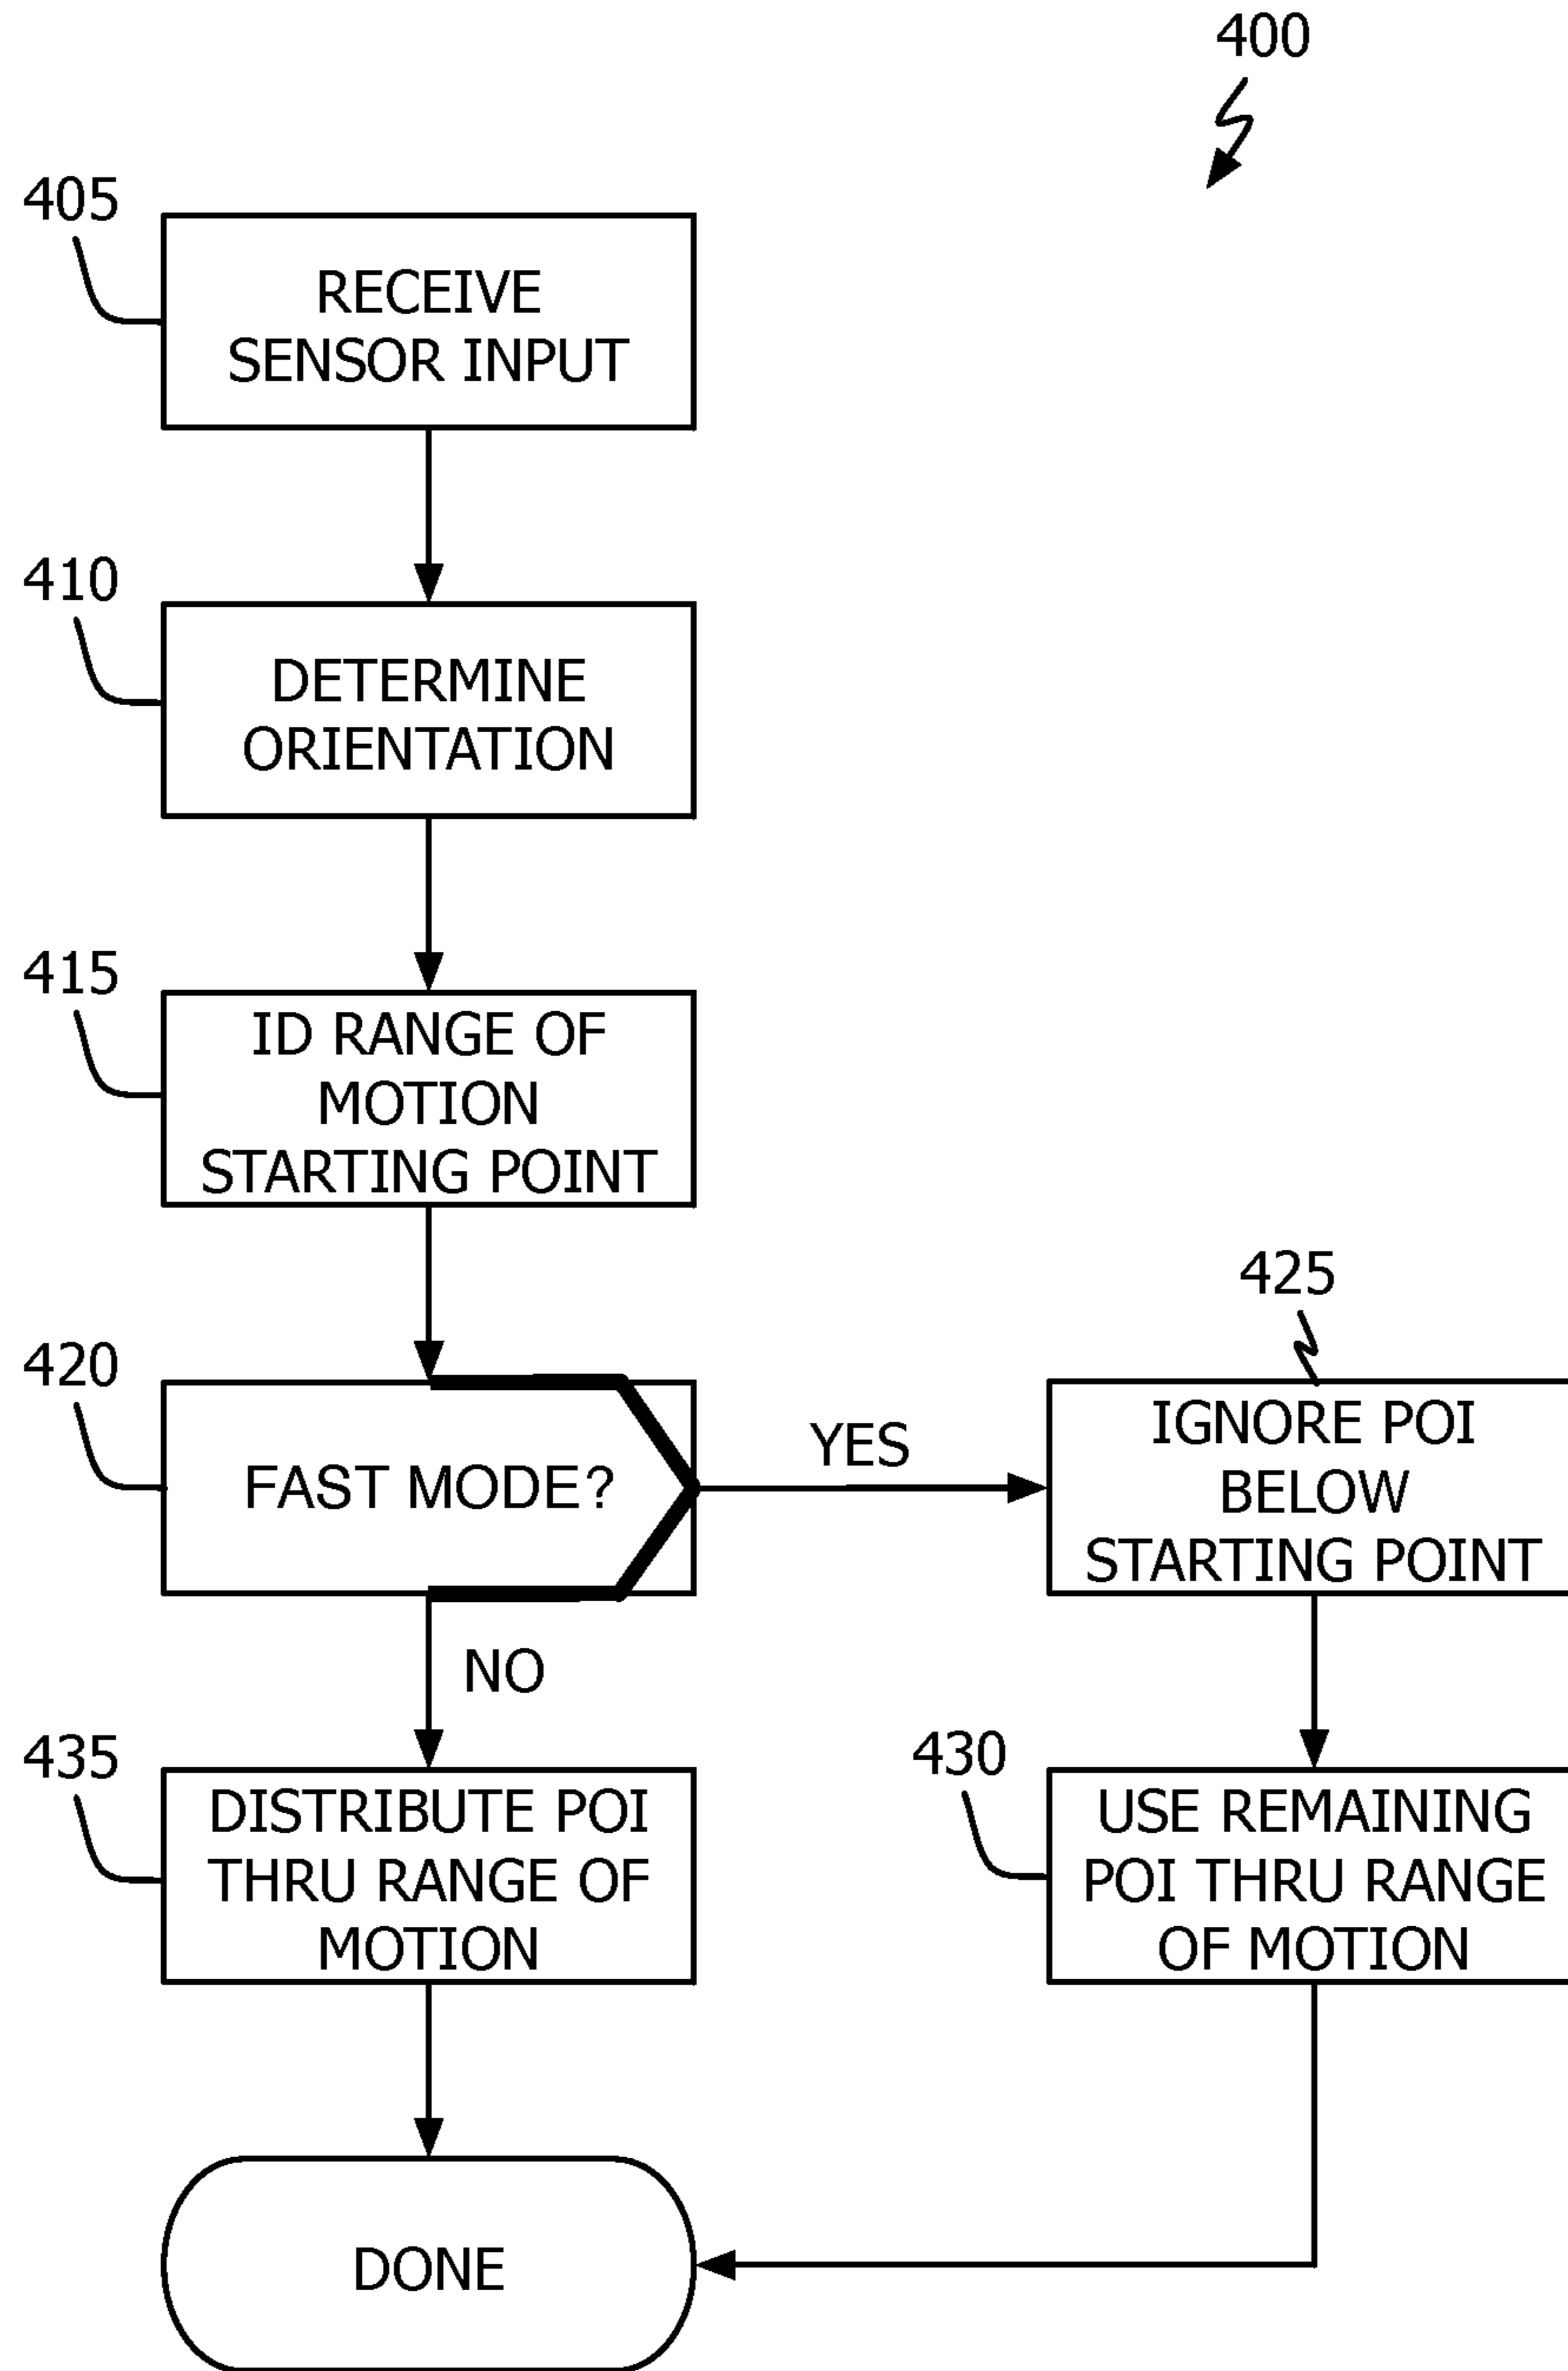 400
405
RECEIVE
SENSOR INPUT
410
DETERMINE
ORIENTATION
415
ID RANGE OF
MOTION
STARTING POINT
420
FAST MODE?
YES
425
IGNORE POI
BELOW
STARTING POINT
NO
435
DISTRIBUTE POI
THRU RANGE OF
MOTION
430
USE REMAINING
POI THRU RANGE
OF MOTION
DONE